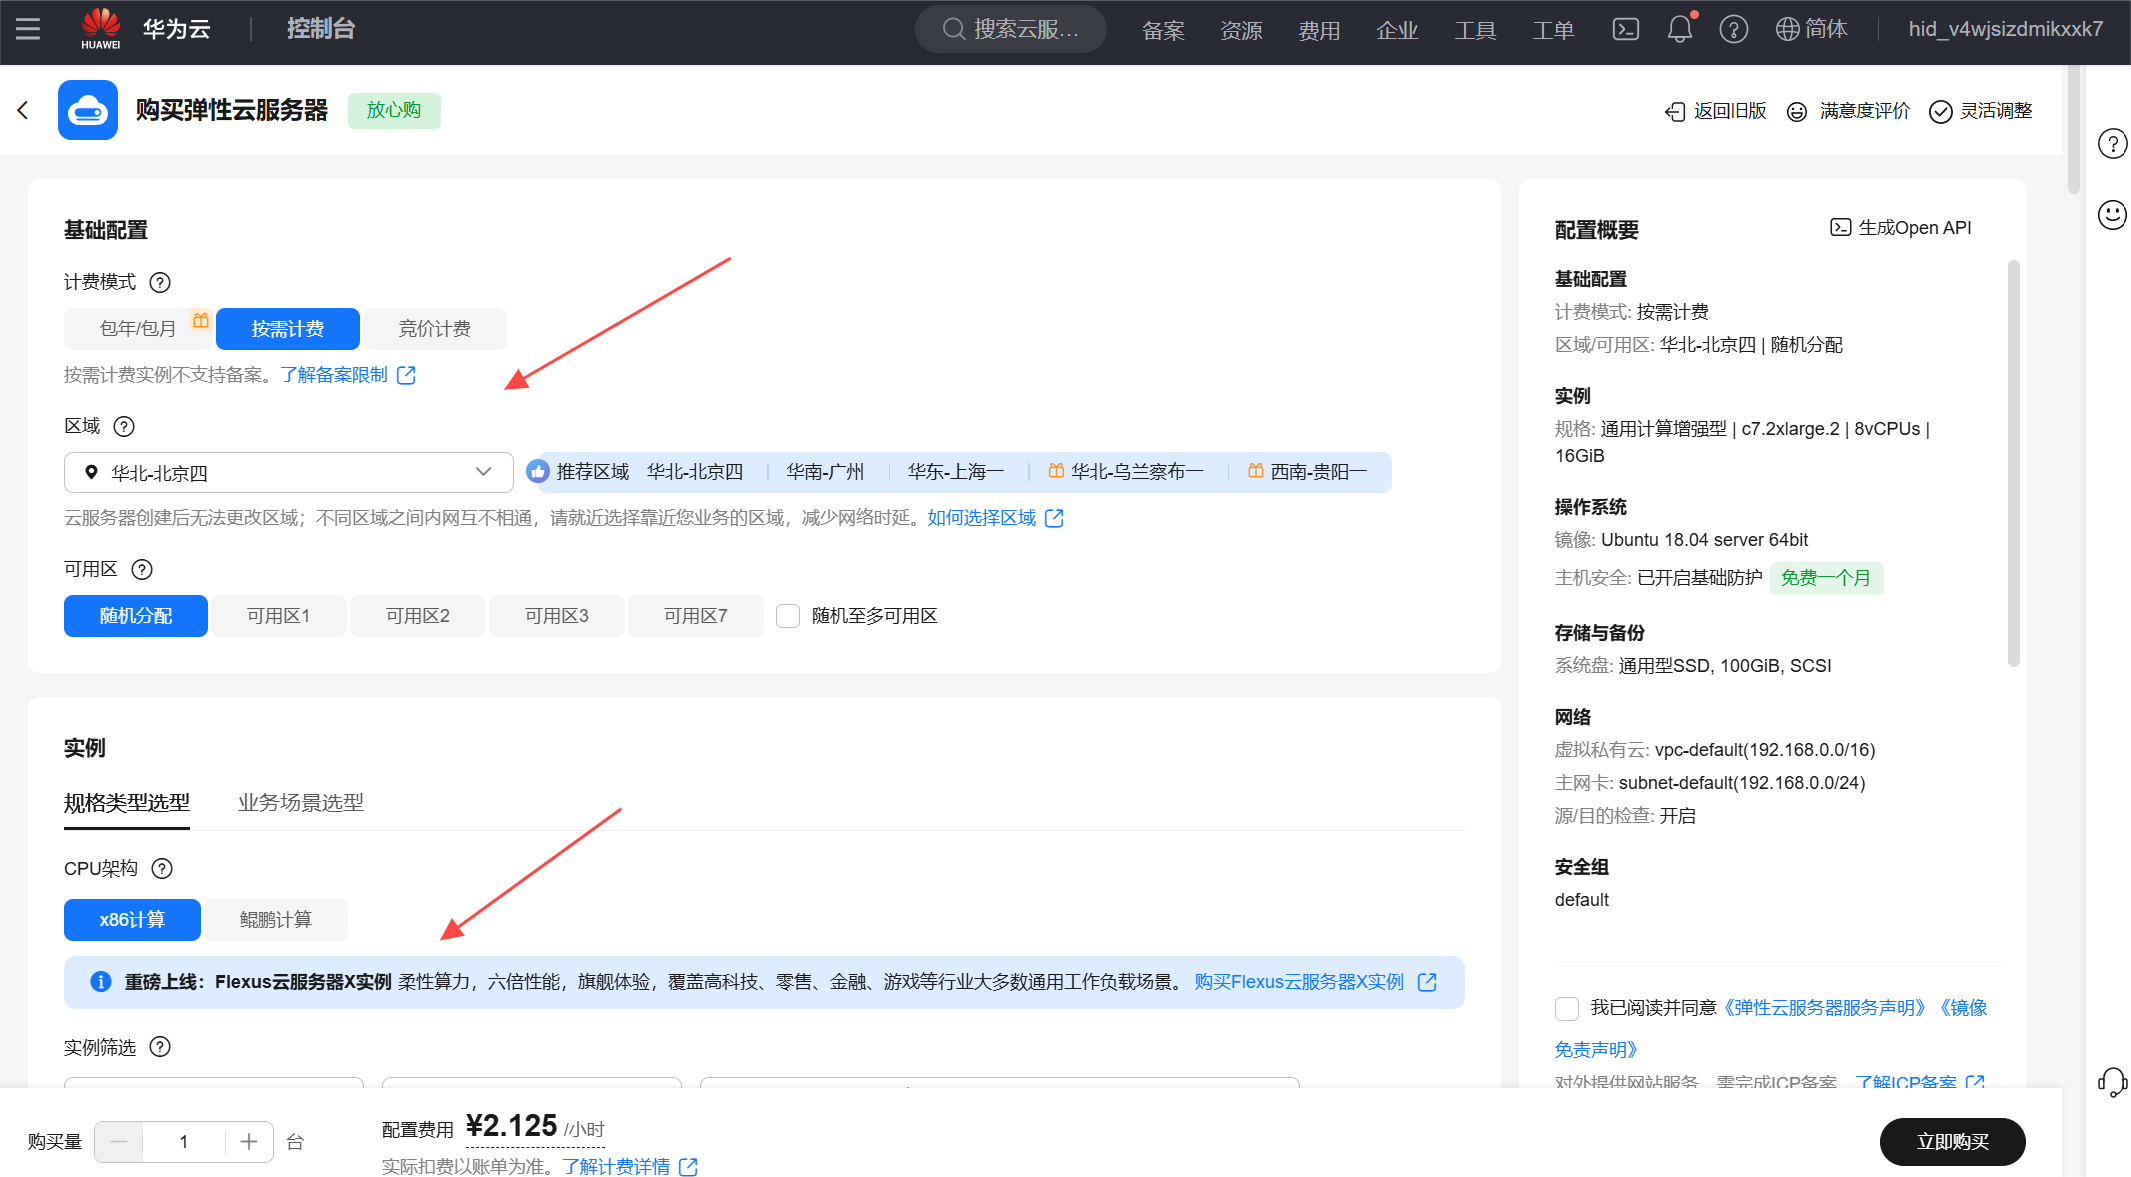 HUAWEI
华为云
控制台
搜索云服...
备案
资源
费用
企业
工具
工单
简体
hid_v4wjsizdmikxxk7
购买弹性云服务器
放心购
返回旧版
满意度评价
灵活调整
基础配置
计费模式
包年/包月
按需计费
竞价计费
按需计费实例不支持备案。了解备案限制
区域
华北-北京四
推荐区域 华北-北京四 华南-广州 华东-上海一 华北-乌兰察布一 西南-贵阳一
云服务器创建后无法更改区域；不同区域之间内网互不相通，请就近选择靠近您业务的区域，减少网络时延。如何选择区域
可用区
随机分配
可用区1
可用区2
可用区3
可用区7
随机至多可用区
实例
规格类型选型
业务场景选型
CPU架构
x86计算
鲲鹏计算
重磅上线：Flexus云服务器X实例 柔性算力，六倍性能，旗舰体验，覆盖高科技、零售、金融、游戏等行业大多数通用工作负载场景。 购买Flexus云服务器X实例
实例筛选
配置概要
生成Open API
基础配置
计费模式: 按需计费
区域/可用区: 华北-北京四 | 随机分配
实例
规格: 通用计算增强型 | c7.2xlarge.2 | 8vCPUs |
16GiB
操作系统
镜像: Ubuntu 18.04 server 64bit
主机安全: 已开启基础防护 免费一个月
存储与备份
系统盘: 通用型SSD, 100GiB, SCSI
网络
虚拟私有云: vpc-default(192.168.0.0/16)
主网卡: subnet-default(192.168.0.0/24)
源/目的检查: 开启
安全组
default
我已阅读并同意《弹性云服务器服务声明》《镜像
免责声明》
对外提供网站服务，需完成ICP备案。 了解ICP备案
购买量
1
台
配置费用 ¥2.125 /小时
实际扣费以账单为准。了解计费详情
立即购买